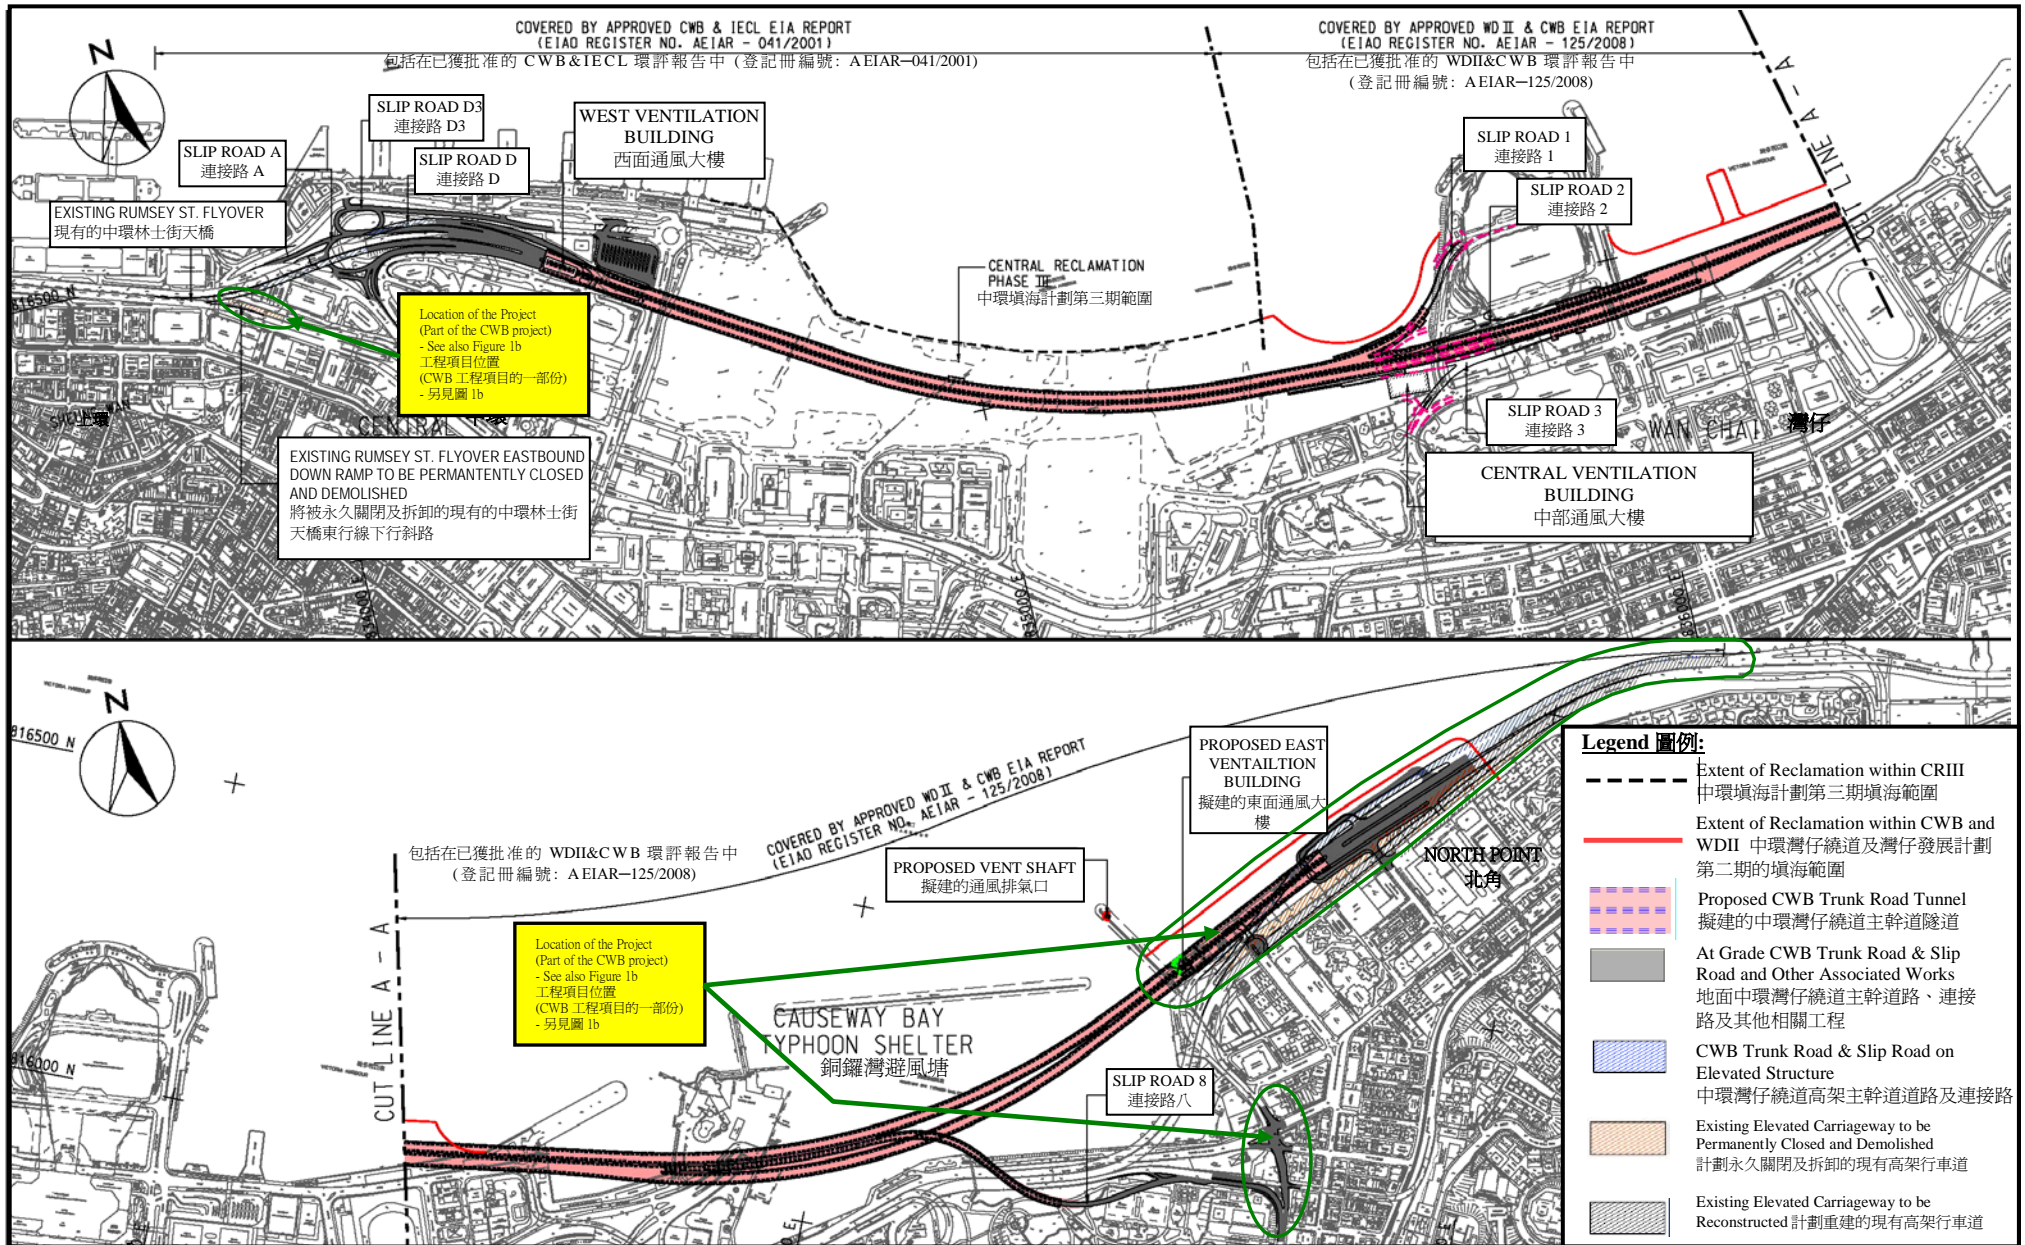 COVERED BY APPROVED CWB & IECL EIA REPORT
(EIAO REGISTER NO. AEIAR - 041/2001)
包括在已獲批准的 CWB&IECL 環評報告中 (登記冊編號: AEIAR—041/2001)
COVERED BY APPROVED WDII & CWB EIA REPORT
(EIAO REGISTER NO. AEIAR - 125/2008)
包括在已獲批准的 WDII&CWB 環評報告中
(登記冊編號: AEIAR—125/2008)
N
CUT LINE A - A
SLIP ROAD D3
連接路 D3
SLIP ROAD A
連接路 A
SLIP ROAD D
連接路 D
WEST VENTILATION
BUILDING
西面通風大樓
SLIP ROAD 1
連接路 1
SLIP ROAD 2
連接路 2
VICTORIA HARBOUR
EXISTING RUMSEY ST. FLYOVER
現有的中環林士街天橋
CENTRAL RECLAMATION
PHASE III
中環填海計劃第三期範圍
VICTORIA HARBOUR
816500 N
Location of the Project
(Part of the CWB project)
- See also Figure 1b
工程項目位置
(CWB 工程項目的一部份)
- 另見圖 1b
SHEUNG WAN
上環
CENTRAL
中環
SLIP ROAD 3
連接路 3
WAN CHAI
灣仔
EXISTING RUMSEY ST. FLYOVER EASTBOUND
DOWN RAMP TO BE PERMANTENTLY CLOSED
AND DEMOLISHED
將被永久關閉及拆卸的現有的中環林士街
天橋東行線下行斜路
CENTRAL VENTILATION
BUILDING
中部通風大樓
834000 E
835000 E
836000 E
VICTORIA HARBOUR
N
816500 N
COVERED BY APPROVED WDII & CWB EIA REPORT
(EIAO REGISTER NO. AEIAR - 125/2008)
包括在已獲批准的 WDII&CWB 環評報告中
(登記冊編號: AEIAR—125/2008)
PROPOSED EAST
VENTAILTION
BUILDING
擬建的東面通風大
樓
PROPOSED VENT SHAFT
擬建的通風排氣口
NORTH POINT
北角
CUT LINE A - A
Location of the Project
(Part of the CWB project)
- See also Figure 1b
工程項目位置
(CWB 工程項目的一部份)
- 另見圖 1b
CAUSEWAY BAY
TYPHOON SHELTER
銅鑼灣避風塘
816000 N
VICTORIA HARBOUR
SLIP ROAD 8
連接路八
Legend 圖例:
Extent of Reclamation within CRIII
中環填海計劃第三期填海範圍
Extent of Reclamation within CWB and
WDII 中環灣仔繞道及灣仔發展計劃
第二期的填海範圍
Proposed CWB Trunk Road Tunnel
擬建的中環灣仔繞道主幹道隧道
At Grade CWB Trunk Road & Slip
Road and Other Associated Works
地面中環灣仔繞道主幹道路、連接
路及其他相關工程
CWB Trunk Road & Slip Road on
Elevated Structure
中環灣仔繞道高架主幹道道路及連接路
Existing Elevated Carriageway to be
Permanently Closed and Demolished
計劃永久關閉及拆卸的現有高架行車道
Existing Elevated Carriageway to be
Reconstructed 計劃重建的現有高架行車道